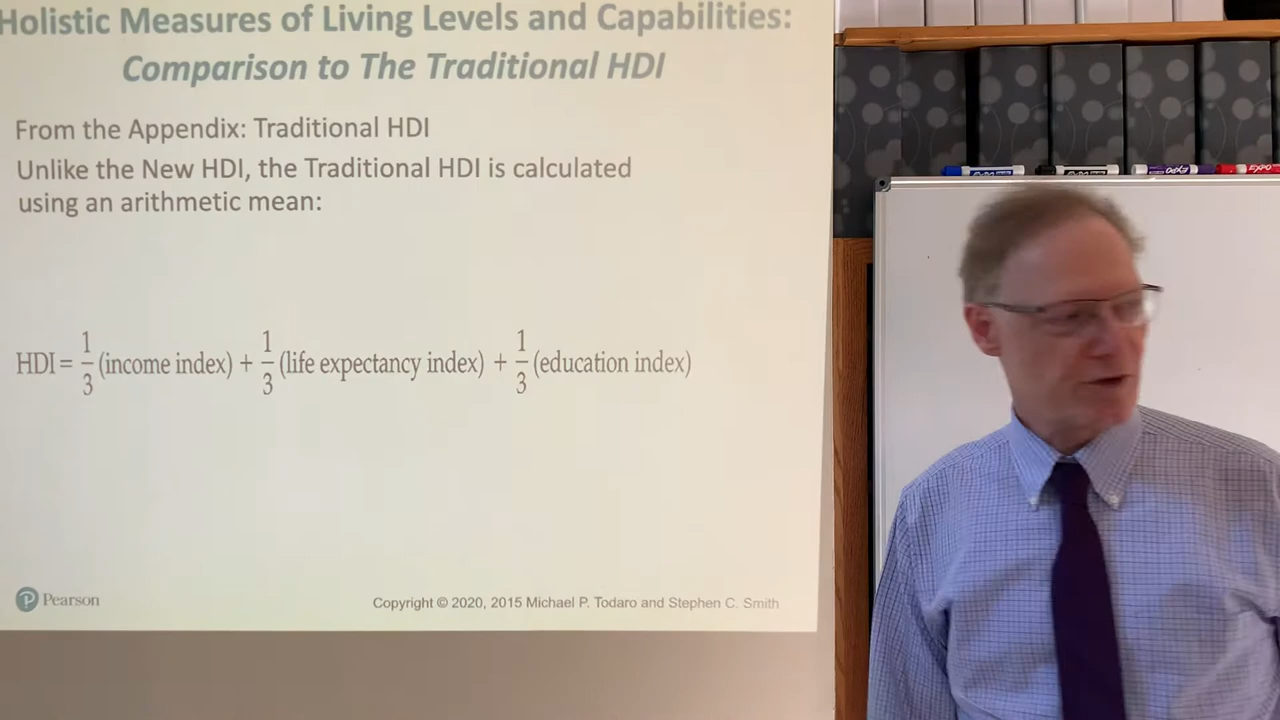 Holistic Measures of Living Levels and Capabilities:
Comparison to The Traditional HDI
From the Appendix: Traditional HDI
Unlike the New HDI, the Traditional HDI is calculated
using an arithmetic mean:
HDI = 1/3 (income index) + 1/3 (life expectancy index) + 1/3 (education index)
P Pearson
Copyright © 2020, 2015 Michael P. Todaro and Stephen C. Smith
EXPO
EXPO